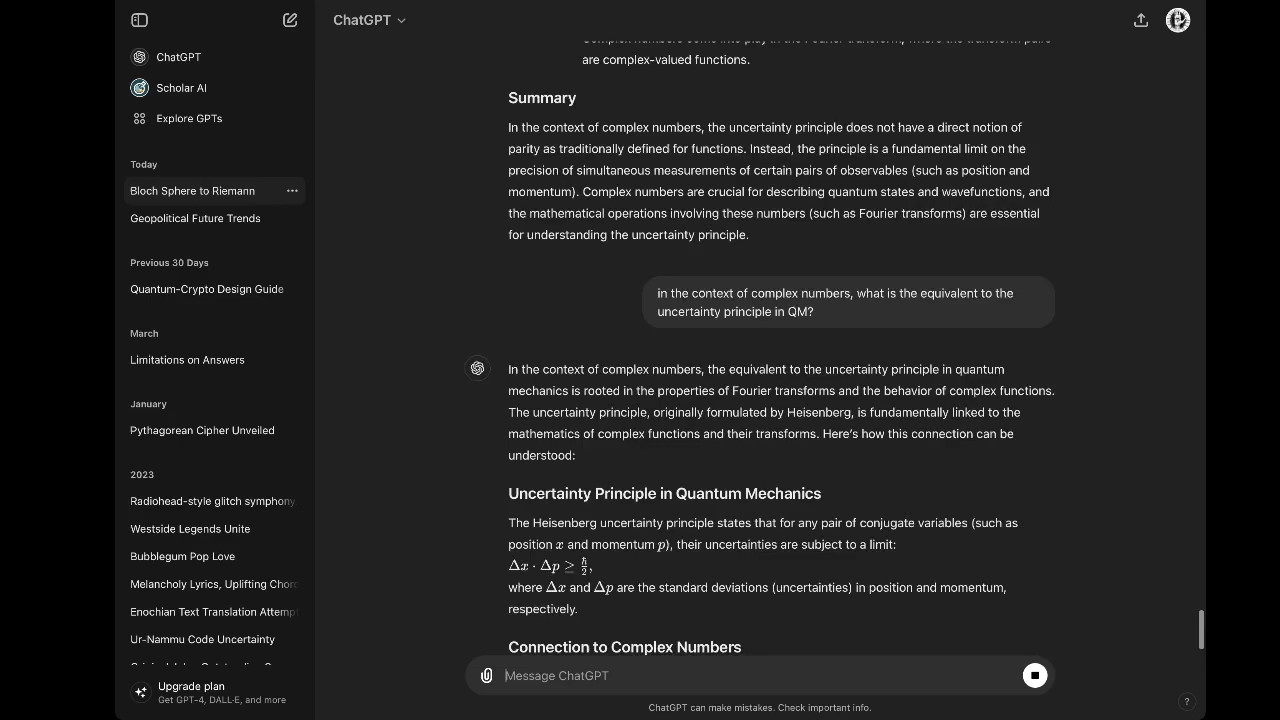 ChatGPT
Scholar AI
Explore GPTs
Today
Bloch Sphere to Riemann
Geopolitical Future Trends
Previous 30 Days
Quantum-Crypto Design Guide
March
Limitations on Answers
January
Pythagorean Cipher Unveiled
2023
Radiohead-style glitch symphony
Westside Legends Unite
Bubblegum Pop Love
Melancholy Lyrics, Uplifting Chor
Enochian Text Translation Attemp
Ur-Nammu Code Uncertainty
Upgrade plan
Get GPT-4, DALL·E, and more
ChatGPT
Complex numbers come into play in the Fourier transform, where the transform pairs
are complex-valued functions.
Summary
In the context of complex numbers, the uncertainty principle does not have a direct notion of
parity as traditionally defined for functions. Instead, the principle is a fundamental limit on the
precision of simultaneous measurements of certain pairs of observables (such as position and
momentum). Complex numbers are crucial for describing quantum states and wavefunctions, and
the mathematical operations involving these numbers (such as Fourier transforms) are essential
for understanding the uncertainty principle.
in the context of complex numbers, what is the equivalent to the
uncertainty principle in QM?
In the context of complex numbers, the equivalent to the uncertainty principle in quantum
mechanics is rooted in the properties of Fourier transforms and the behavior of complex functions.
The uncertainty principle, originally formulated by Heisenberg, is fundamentally linked to the
mathematics of complex functions and their transforms. Here's how this connection can be
understood:
Uncertainty Principle in Quantum Mechanics
The Heisenberg uncertainty principle states that for any pair of conjugate variables (such as
position x and momentum p), their uncertainties are subject to a limit:
Δx · Δp ≥ ħ/2,
where Δx and Δp are the standard deviations (uncertainties) in position and momentum,
respectively.
Connection to Complex Numbers
Message ChatGPT
ChatGPT can make mistakes. Check important info.
?